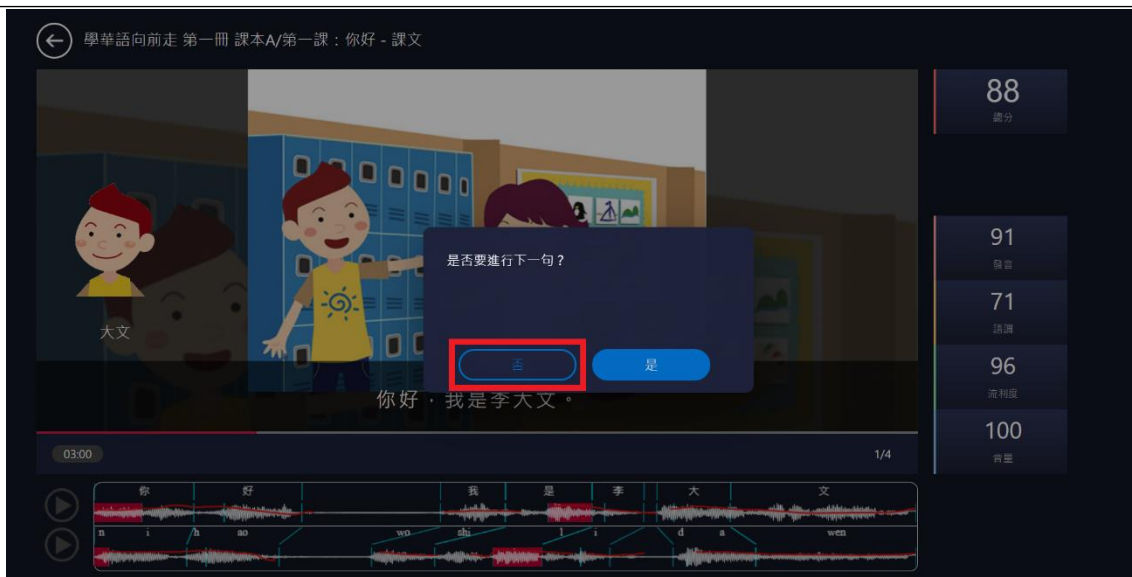 學華語向前走 第一冊 課本A/第一課：你好 - 課文
88
總分
大文
是否要進行下一句？
否
是
你好，我是李大文。
91
發音
71
語調
96
流利度
100
音量
03:00
1/4
你 好 我 是 李 大 文
n i h ao wo shi l i d a wen